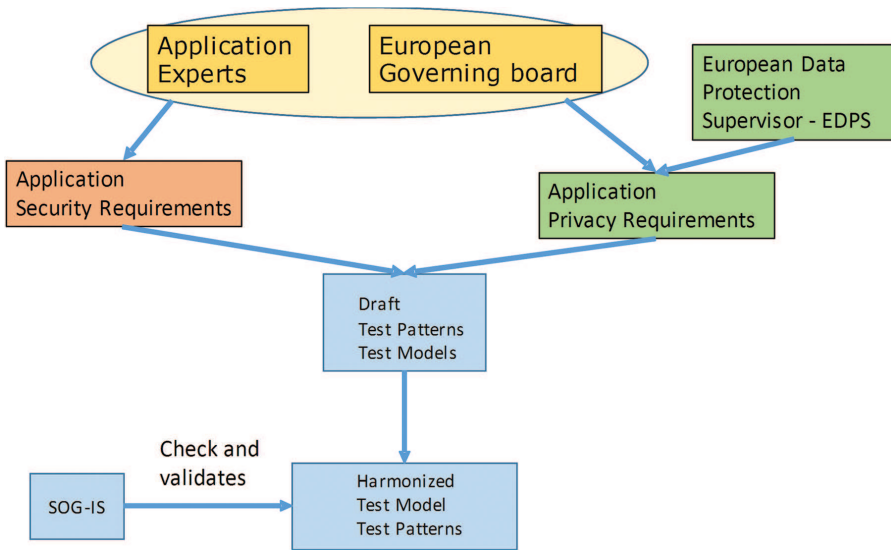 Application
Experts
European
Governing board
European Data
Protection
Supervisor - EDPS
Application
Security Requirements
Application
Privacy Requirements
Draft
Test Patterns
Test Models
Check and
validates
SOG-IS
Harmonized
Test Model
Test Patterns